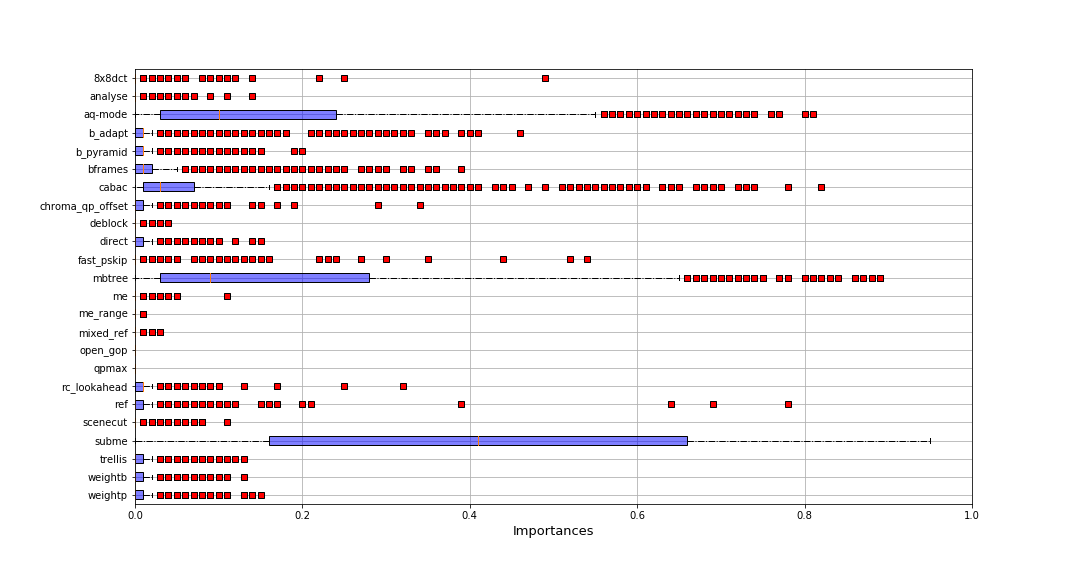 8x8dct
analyse
aq-mode
b_adapt
b_pyramid
bframes
cabac
chroma_qp_offset
deblock
direct
fast_pskip
mbtree
me
me_range
mixed_ref
open_gop
qpmax
rc_lookahead
ref
scenecut
subme
trellis
weightb
weightp
0.0 0.2 0.4 0.6 0.8 1.0
Importances